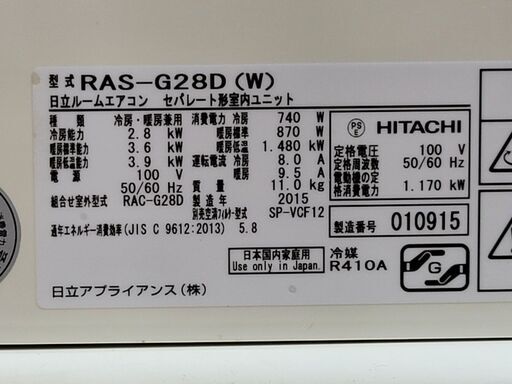 型式 RAS-G28D (W)
日立ルームエアコン セパレート形室内ユニット
種類 冷房・暖房兼用
冷房能力 2.8 kW
暖房標準能力 3.6 kW
暖房低温能力 3.9 kW
電源 100 V
50/60 Hz
組合せ室外型式 RAC-G28D
消費電力 冷房 740 W
暖房標準 870 W
暖房低温 1.480 kW
運転電流 冷房 8.0 A
暖房 9.5 A
質量 11.0 kg
製造年 2015
別売空清フィルター型式 SP-VCF12
通年エネルギー消費効率(JIS C 9612:2013) 5.8
PS
E
HITACHI
定格電圧 100 V
定格周波数 50/60 Hz
電動機の定格消費電力 1.170 kW
製造番号 010915
日本国内家庭用
Use only in Japan.
冷媒
R410A
G
日立アプライアンス(株)